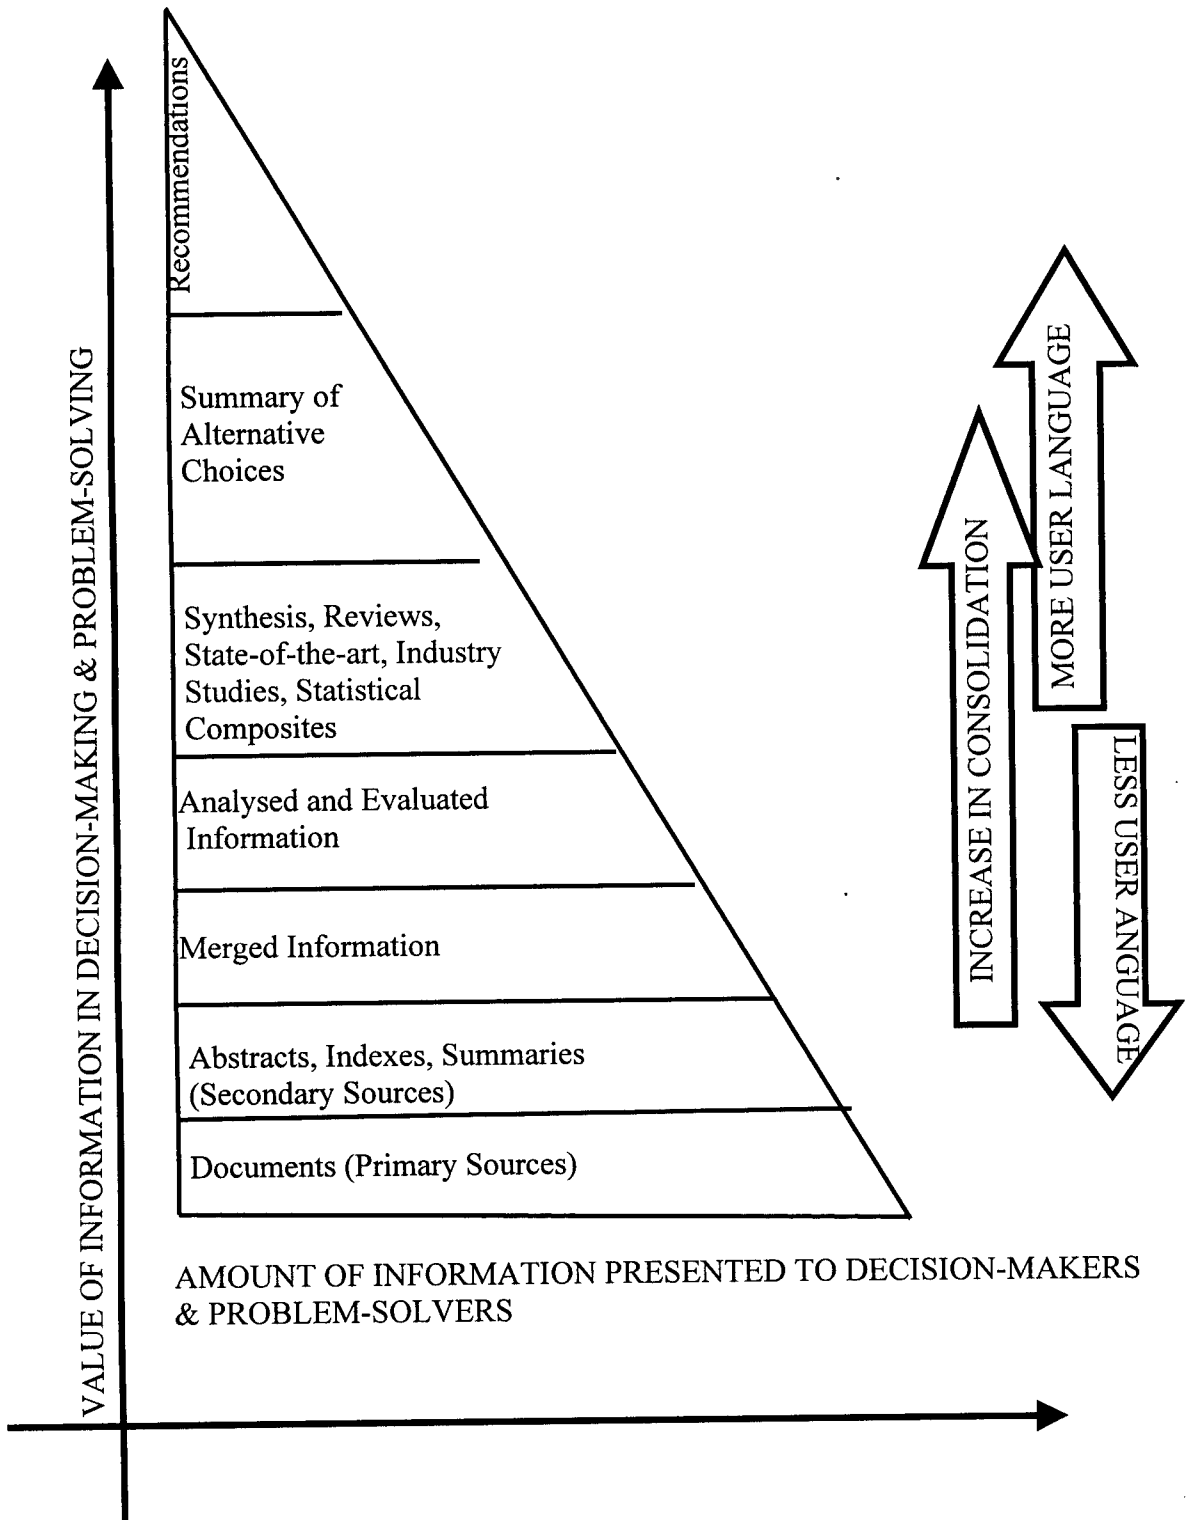 Recommendations
Summary of
Alternative
Choices
Synthesis, Reviews,
State-of-the-art, Industry
Studies, Statistical
Composites
Analysed and Evaluated
Information
Merged Information
Abstracts, Indexes, Summaries
(Secondary Sources)
Documents (Primary Sources)
VALUE OF INFORMATION IN DECISION-MAKING & PROBLEM-SOLVING
AMOUNT OF INFORMATION PRESENTED TO DECISION-MAKERS
& PROBLEM-SOLVERS
INCREASE IN CONSOLIDATION
MORE USER LANGUAGE
LESS USER ANGUAGE